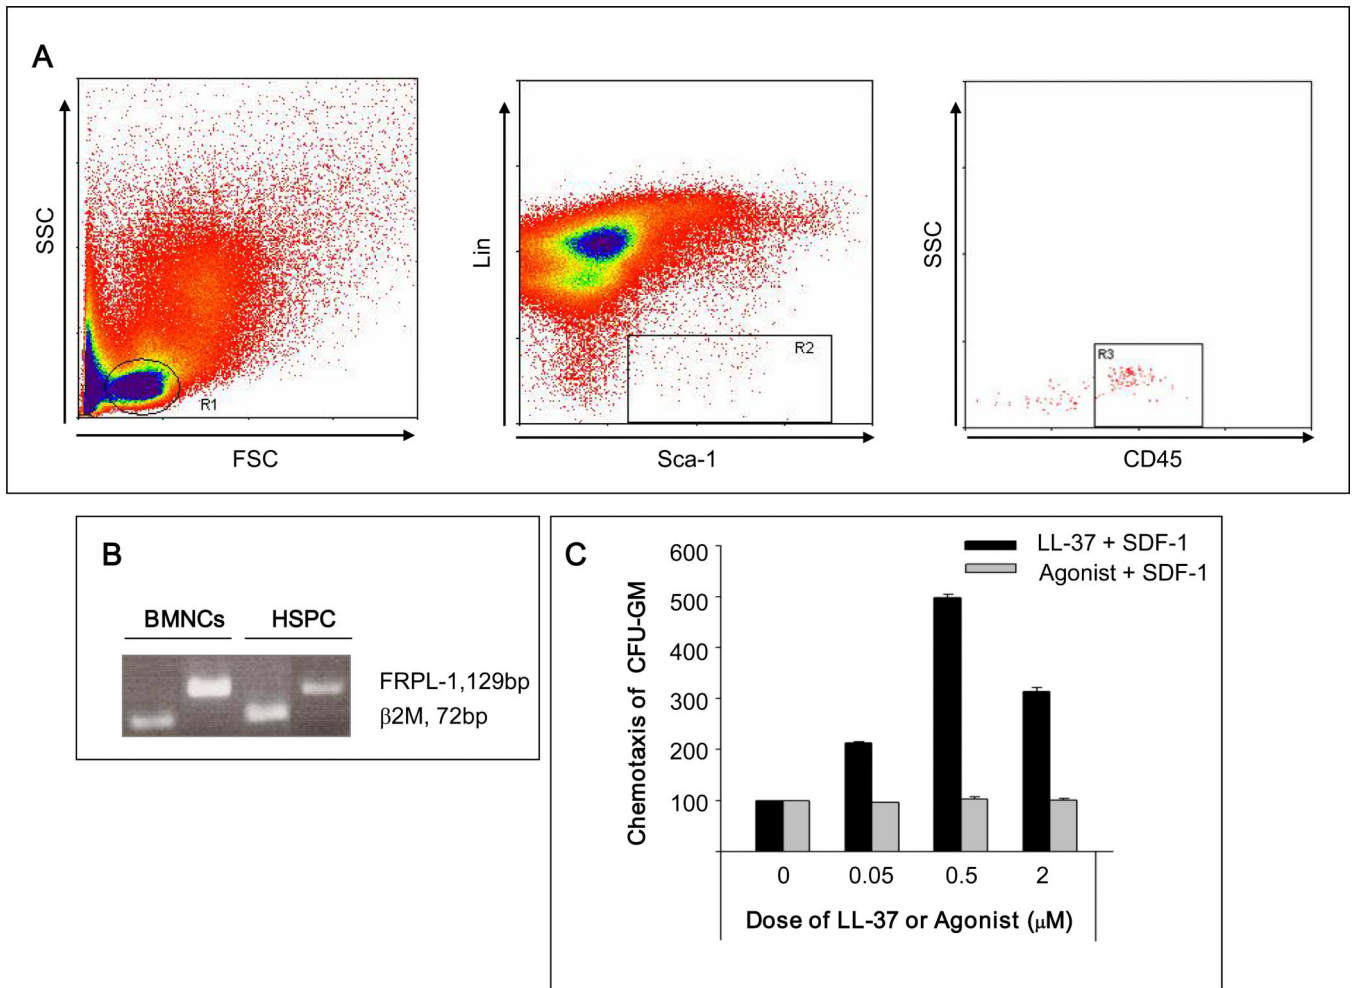 A
SSC
R1
FSC
Lin
R2
Sca-1
SSC
R3
CD45
B
BMNCs HSPC
FRPL-1,129bp
β2M, 72bp
C
LL-37 + SDF-1
Agonist + SDF-1
Chemotaxis of CFU-GM
600
500
400
300
200
100
0 0.05 0.5 2
Dose of LL-37 or Agonist (μM)